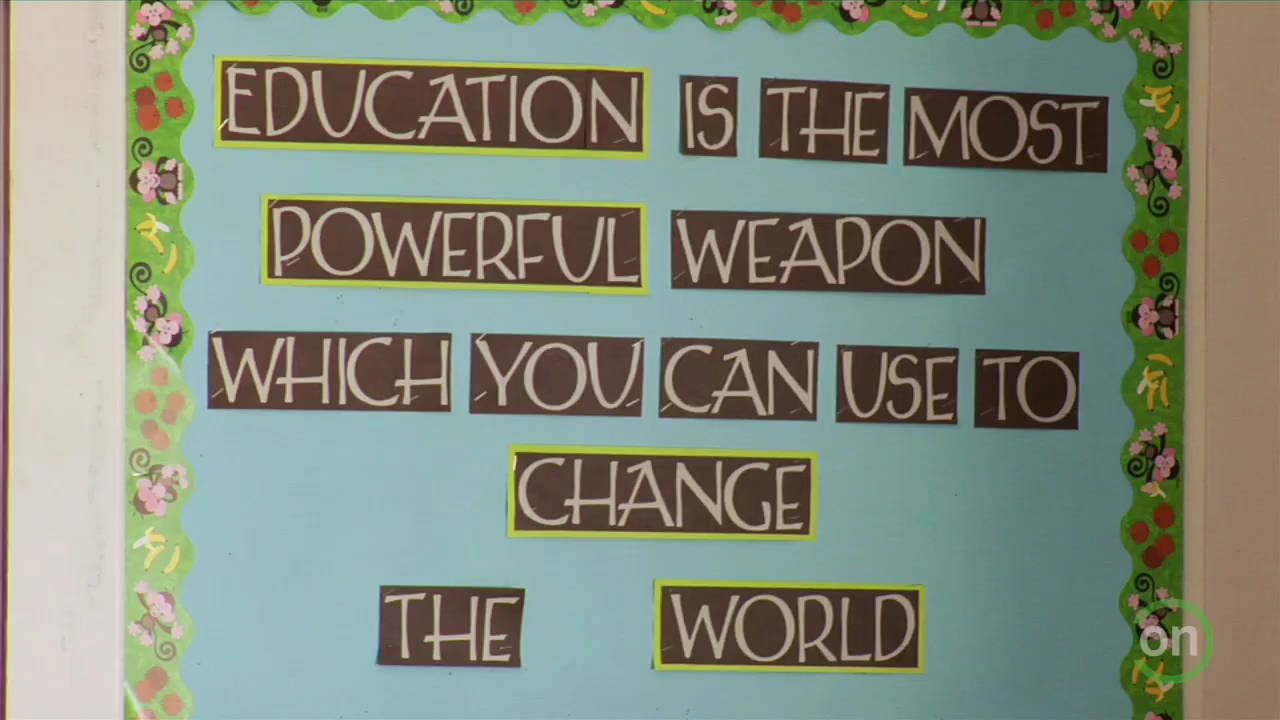 EDUCATION IS THE MOST
POWERFUL WEAPON
WHICH YOU CAN USE TO
CHANGE
THE WORLD
on